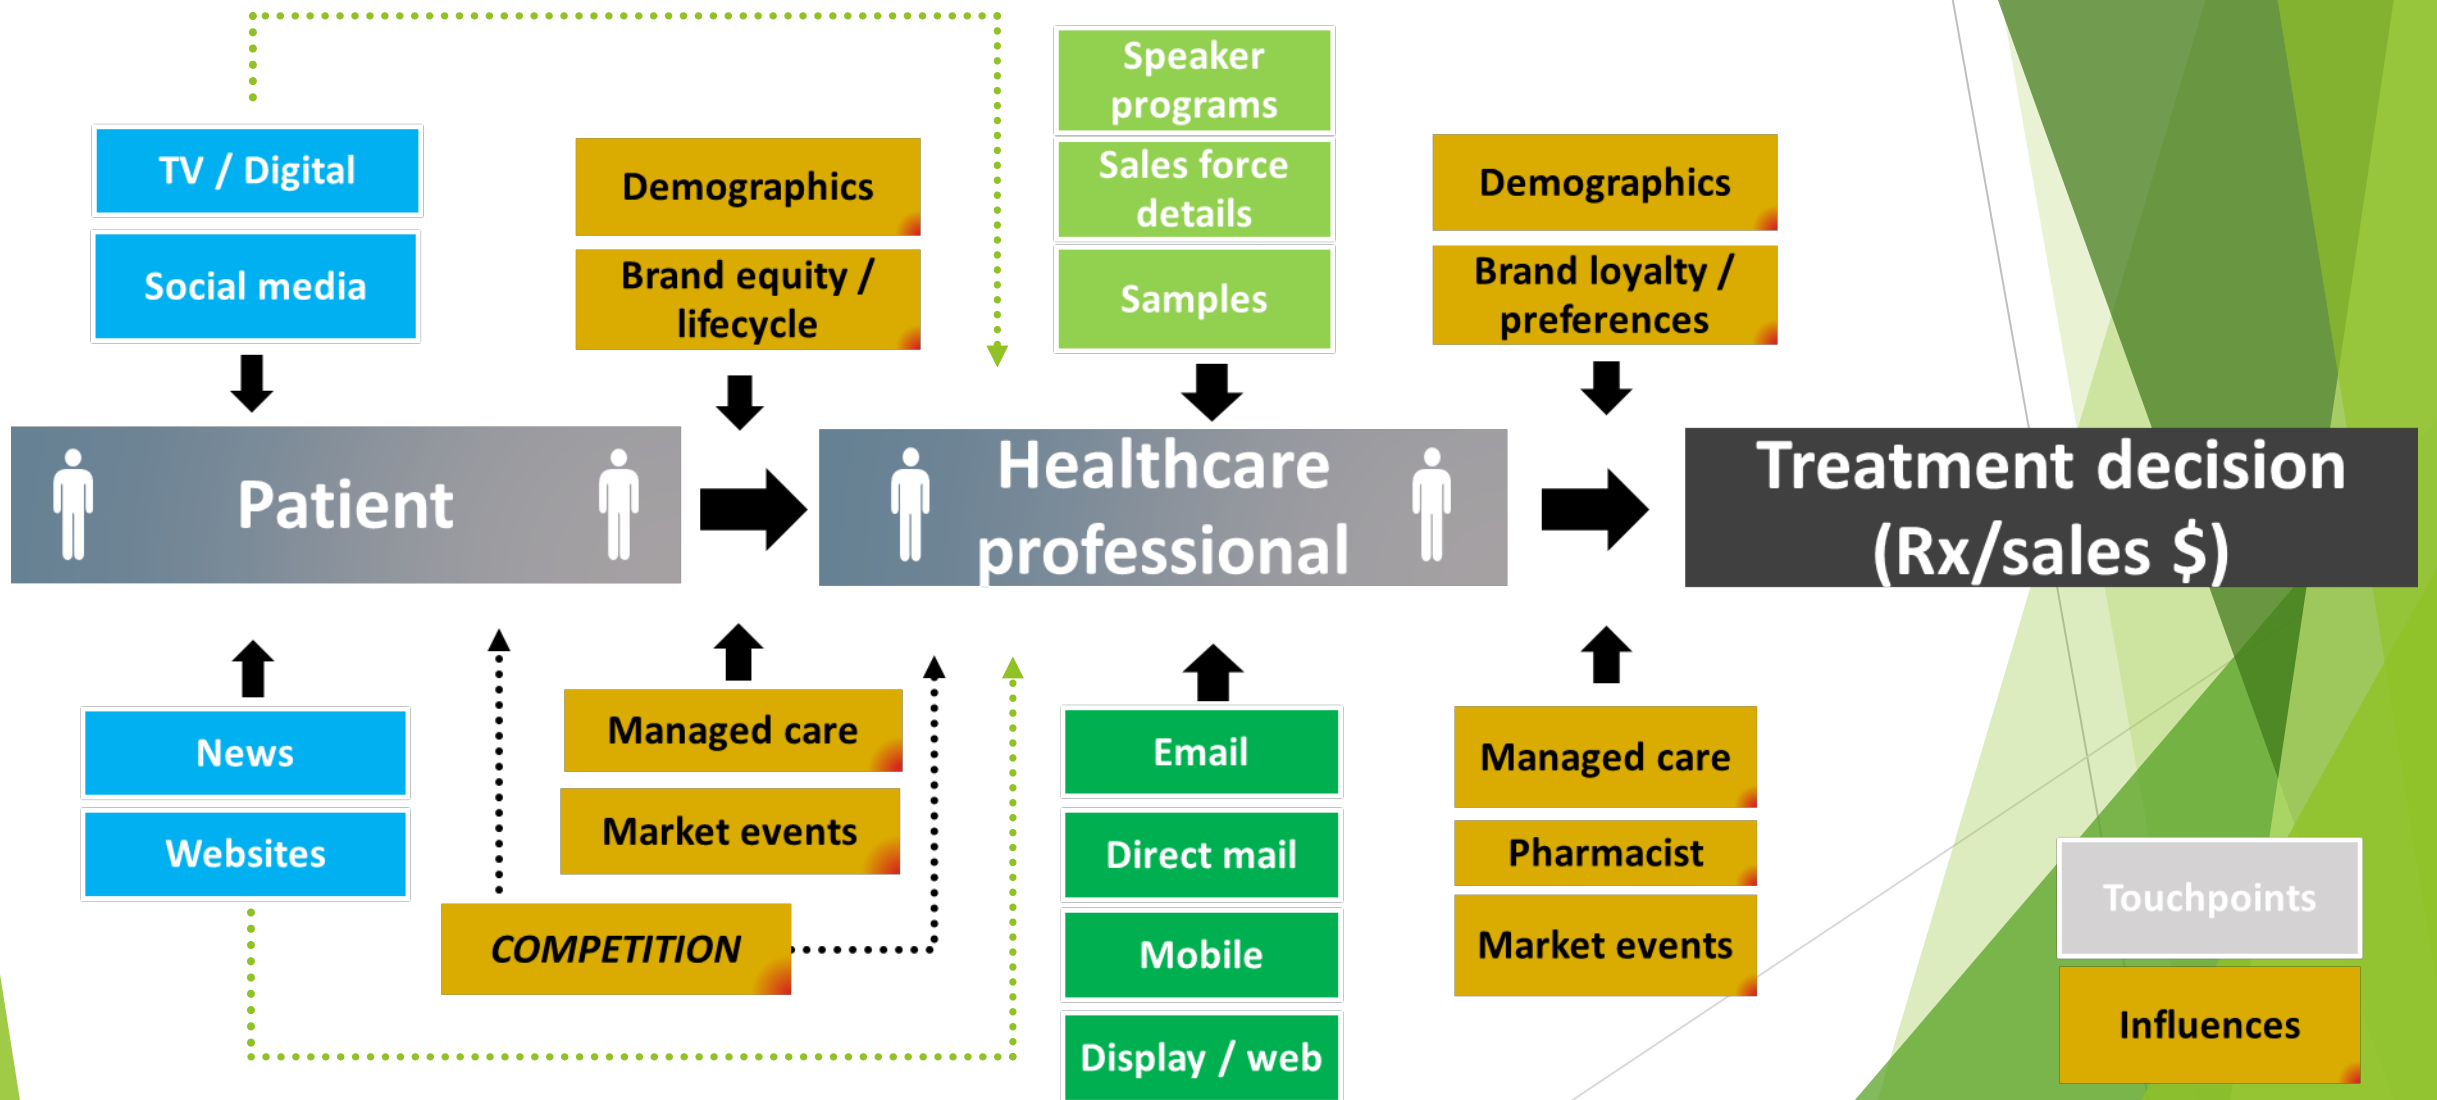 TV / Digital
Social media
Demographics
Brand equity /
lifecycle
Speaker
programs
Sales force
details
Samples
Demographics
Brand loyalty /
preferences
Patient
Healthcare
professional
Treatment decision
(Rx/sales $)
News
Websites
Managed care
Market events
COMPETITION
Email
Direct mail
Mobile
Display / web
Managed care
Pharmacist
Market events
Touchpoints
Influences